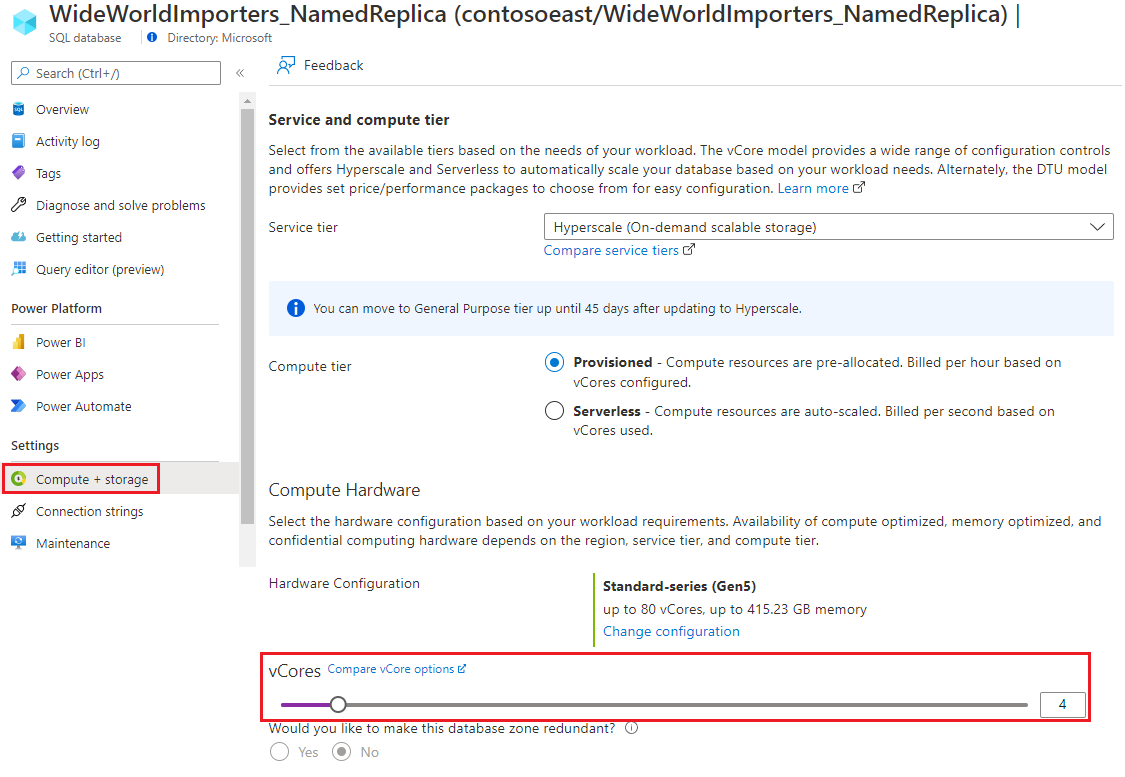 WideWorldImporters_NamedReplica (contosoeast/WideWorldImporters_NamedReplica) |
SQL database
Directory: Microsoft
Search (Ctrl+/)
«
Overview
Activity log
Tags
Diagnose and solve problems
Getting started
Query editor (preview)
Power Platform
Power BI
Power Apps
Power Automate
Settings
Compute + storage
Connection strings
Maintenance
Feedback
Service and compute tier
Select from the available tiers based on the needs of your workload. The vCore model provides a wide range of configuration controls
and offers Hyperscale and Serverless to automatically scale your database based on your workload needs. Alternately, the DTU model
provides set price/performance packages to choose from for easy configuration. Learn more
Service tier
Hyperscale (On-demand scalable storage)
Compare service tiers
You can move to General Purpose tier up until 45 days after updating to Hyperscale.
Compute tier
Provisioned - Compute resources are pre-allocated. Billed per hour based on
vCores configured.
Serverless - Compute resources are auto-scaled. Billed per second based on
vCores used.
Compute Hardware
Select the hardware configuration based on your workload requirements. Availability of compute optimized, memory optimized, and
confidential computing hardware depends on the region, service tier, and compute tier.
Hardware Configuration
Standard-series (Gen5)
up to 80 vCores, up to 415.23 GB memory
Change configuration
vCores Compare vCore options
4
Would you like to make this database zone redundant?
Yes No